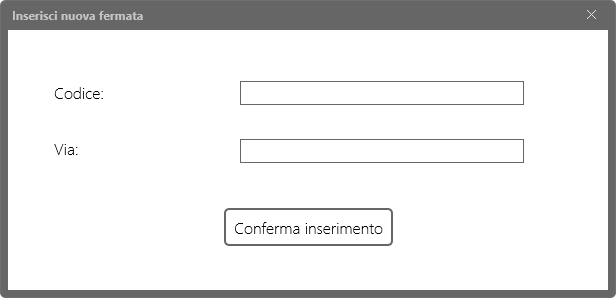 Inserisci nuova fermata
Codice:
Via:
Conferma inserimento